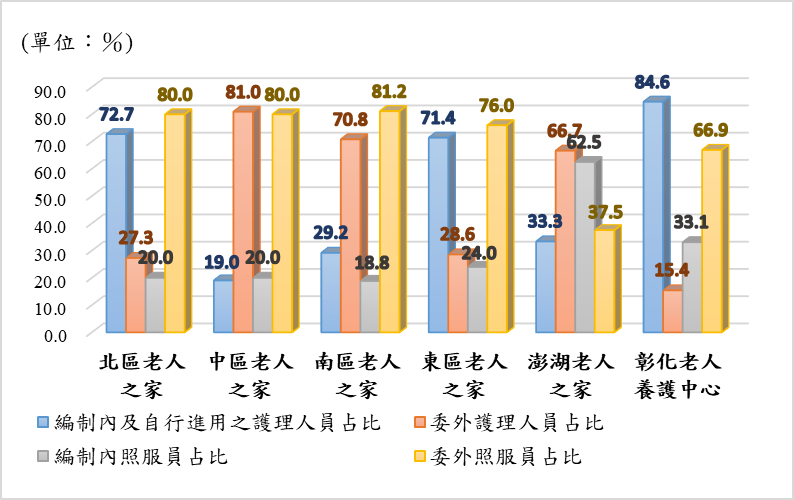 (單位：%)
90.0
80.0
70.0
60.0
50.0
40.0
30.0
20.0
10.0
0.0
72.7
27.3
20.0
80.0
19.0
81.0
20.0
80.0
29.2
70.8
18.8
81.2
71.4
28.6
24.0
76.0
33.3
66.7
62.5
37.5
84.6
15.4
33.1
66.9
北區老人
之家
中區老人
之家
南區老人
之家
東區老人
之家
澎湖老人
之家
彰化老人
養護中心
編制內及自行進用之護理人員占比
委外護理人員占比
編制內照服員占比
委外照服員占比